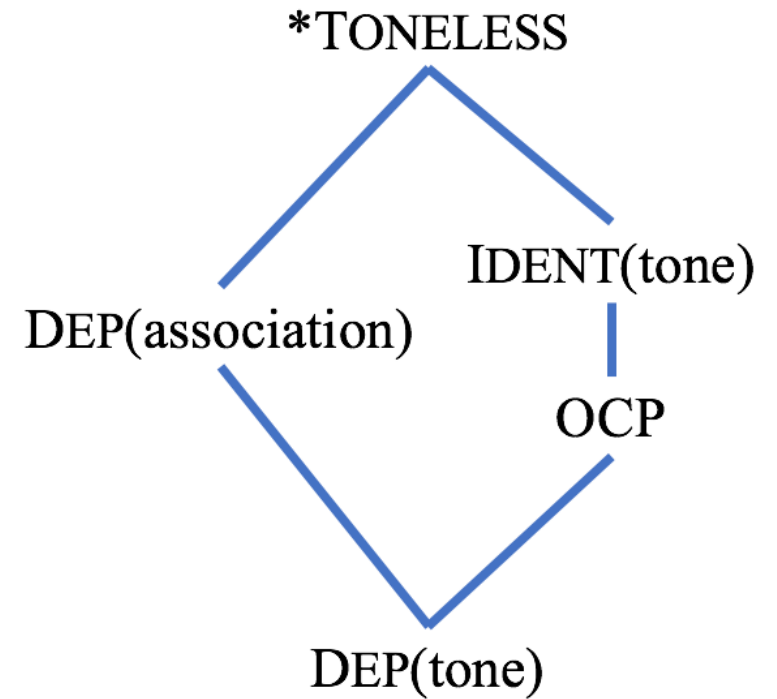 *TONELESS
IDENT(tone)
DEP(association)
OCP
DEP(tone)